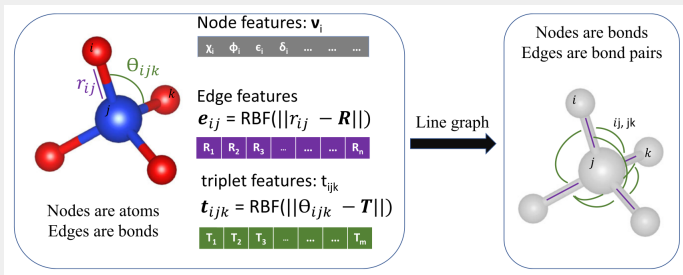 Node features: vᵢ
χᵢ ϕᵢ ϵᵢ δᵢ ... ... ...
i
Θᵢⱼₖ
rᵢⱼ
k
j
Edge features
eᵢⱼ = RBF(||rᵢⱼ − R||)
R₁ R₂ R₃ ... ... ... Rₙ
triplet features: tᵢⱼₖ
tᵢⱼₖ = RBF(||Θᵢⱼₖ − T||)
T₁ T₂ T₃ ... ... ... Tₘ
Nodes are atoms
Edges are bonds
Line graph
Nodes are bonds
Edges are bond pairs
i
ij, jk
j
k